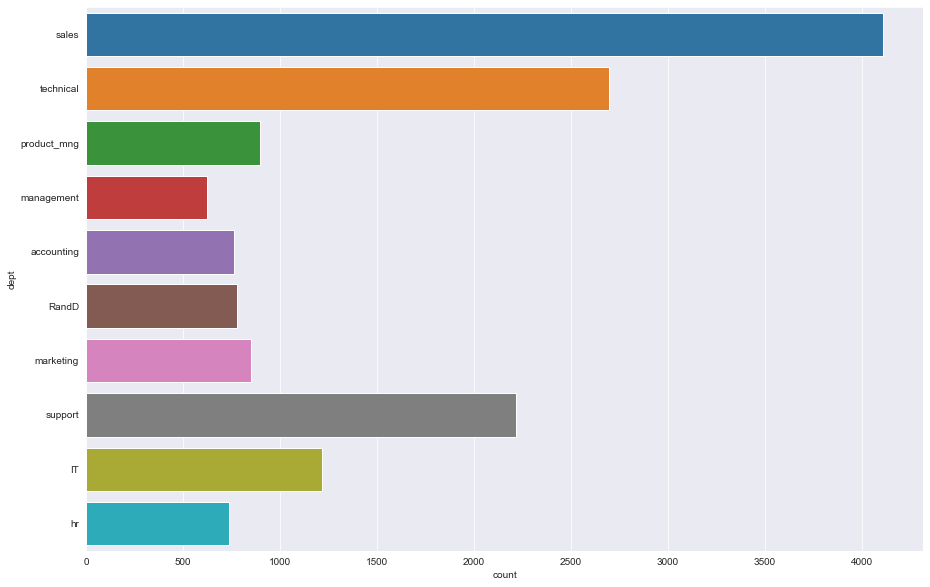 sales
technical
product_mng
management
accounting
RandD
marketing
support
IT
hr
dept
0 500 1000 1500 2000 2500 3000 3500 4000
count